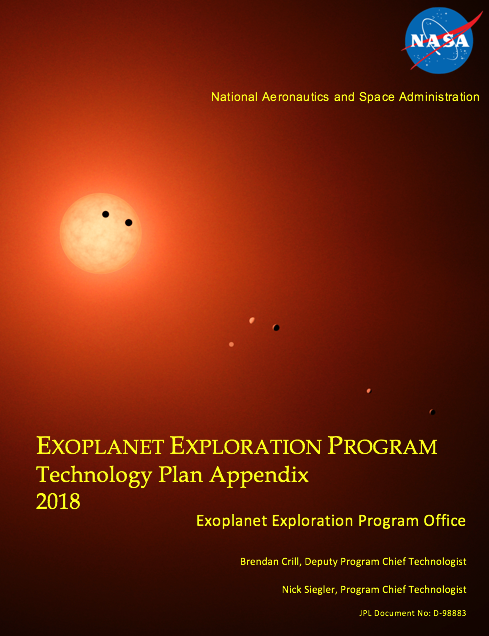 NASA
National Aeronautics and Space Administration
EXOPLANET EXPLORATION PROGRAM
Technology Plan Appendix
2018
Exoplanet Exploration Program Office
Brendan Crill, Deputy Program Chief Technologist
Nick Siegler, Program Chief Technologist
JPL Document No: D-98883